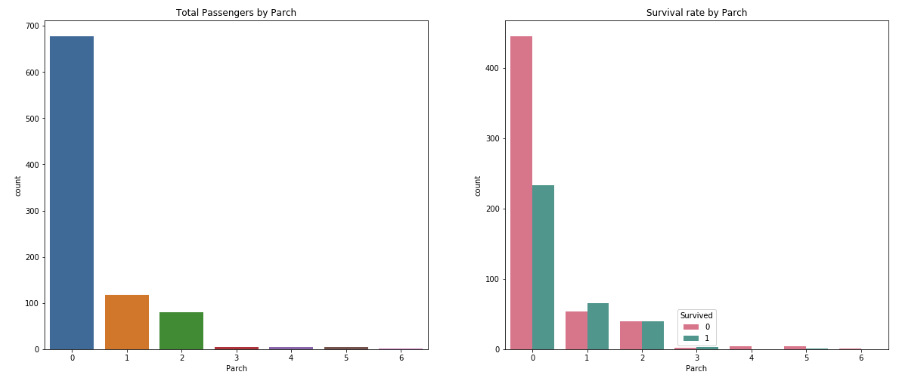 Total Passengers by Parch
700
600
500
400
300
200
100
0
count
0 1 2 3 4 5 6
Parch
Survival rate by Parch
400
300
200
100
0
count
Survived
0
1
0 1 2 3 4 5 6
Parch